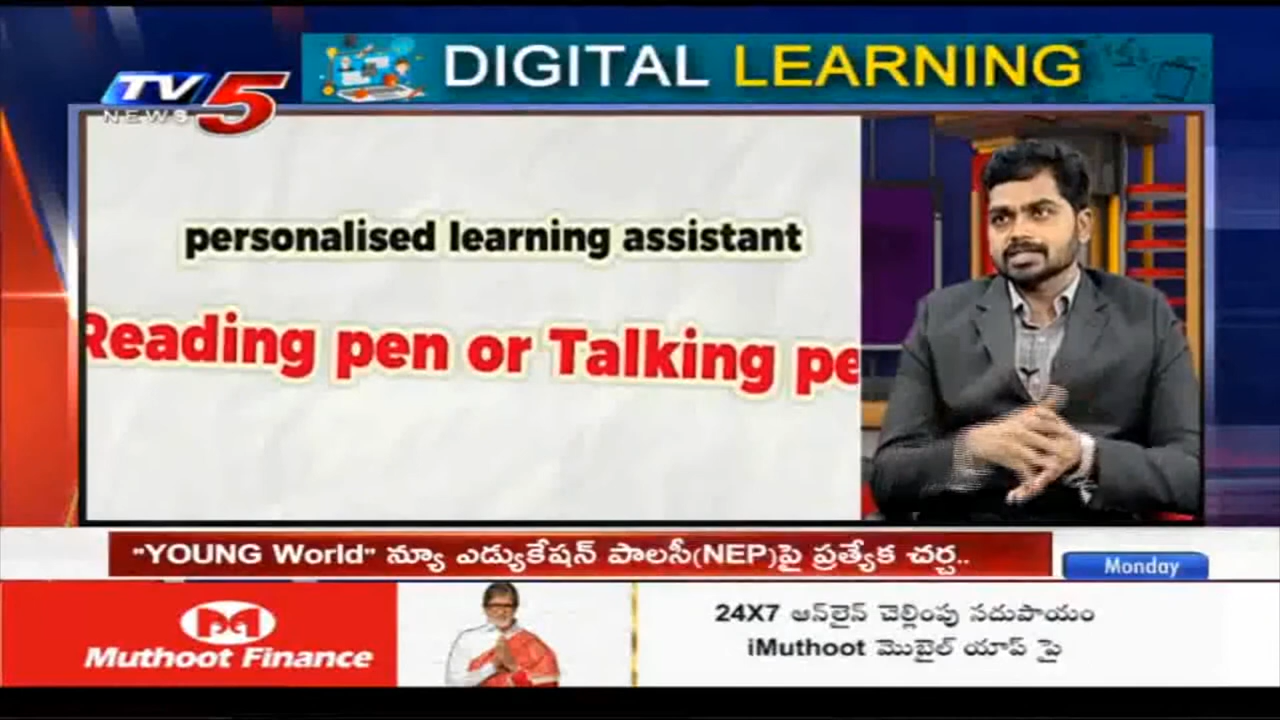 DIGITAL LEARNING
TV5
NEWS
personalised learning assistant
Reading pen or Talking pe
"YOUNG World" న్యూ ఎడ్యుకేషన్ పాలసీ(NEP)పై ప్రత్యేక చర్చ..
Monday
Muthoot Finance
24X7 ఆన్‌లైన్ చెల్లింపు సదుపాయం
iMuthoot మొబైల్ యాప్ పై